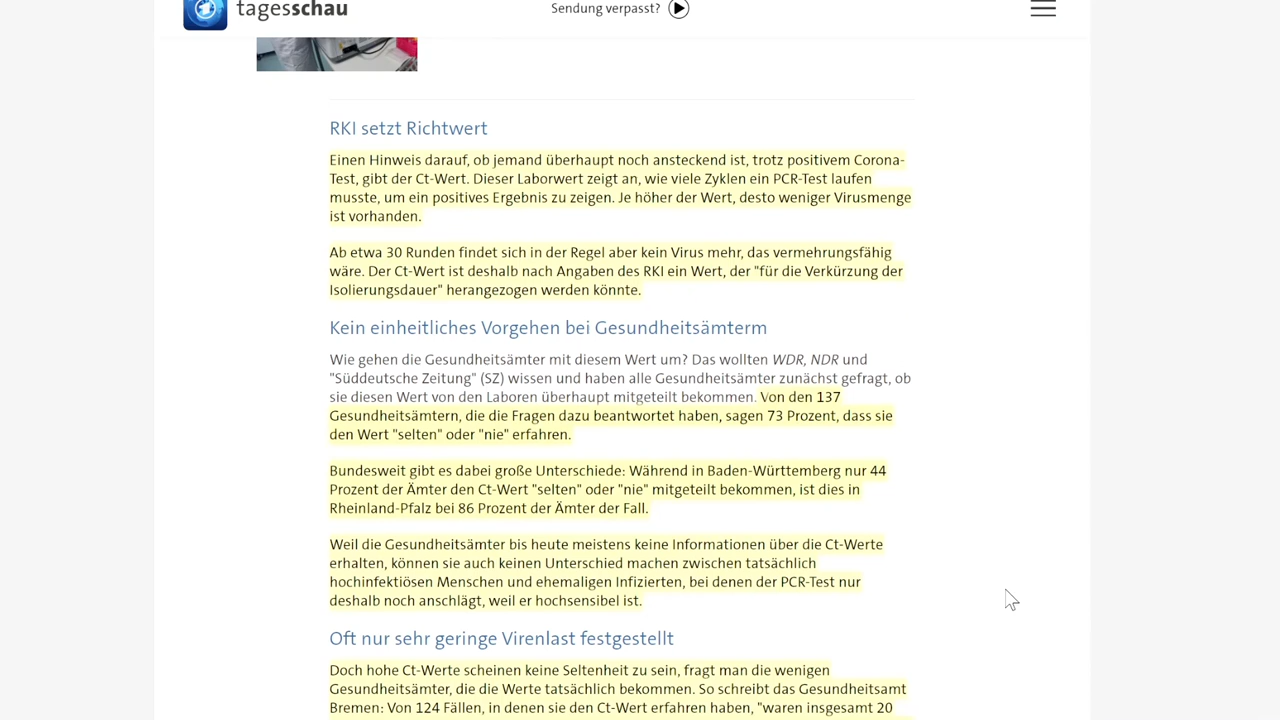 tagesschau
Sendung verpasst?
RKI setzt Richtwert
Einen Hinweis darauf, ob jemand überhaupt noch ansteckend ist, trotz positivem Corona-
Test, gibt der Ct-Wert. Dieser Laborwert zeigt an, wie viele Zyklen ein PCR-Test laufen
musste, um ein positives Ergebnis zu zeigen. Je höher der Wert, desto weniger Virusmenge
ist vorhanden.
Ab etwa 30 Runden findet sich in der Regel aber kein Virus mehr, das vermehrungsfähig
wäre. Der Ct-Wert ist deshalb nach Angaben des RKI ein Wert, der "für die Verkürzung der
Isolierungsdauer" herangezogen werden könnte.
Kein einheitliches Vorgehen bei Gesundheitsämterm
Wie gehen die Gesundheitsämter mit diesem Wert um? Das wollten WDR, NDR und
"Süddeutsche Zeitung" (SZ) wissen und haben alle Gesundheitsämter zunächst gefragt, ob
sie diesen Wert von den Laboren überhaupt mitgeteilt bekommen. Von den 137
Gesundheitsämtern, die die Fragen dazu beantwortet haben, sagen 73 Prozent, dass sie
den Wert "selten" oder "nie" erfahren.
Bundesweit gibt es dabei große Unterschiede: Während in Baden-Württemberg nur 44
Prozent der Ämter den Ct-Wert "selten" oder "nie" mitgeteilt bekommen, ist dies in
Rheinland-Pfalz bei 86 Prozent der Ämter der Fall.
Weil die Gesundheitsämter bis heute meistens keine Informationen über die Ct-Werte
erhalten, können sie auch keinen Unterschied machen zwischen tatsächlich
hochinfektiösen Menschen und ehemaligen Infizierten, bei denen der PCR-Test nur
deshalb noch anschlägt, weil er hochsensibel ist.
Oft nur sehr geringe Virenlast festgestellt
Doch hohe Ct-Werte scheinen keine Seltenheit zu sein, fragt man die wenigen
Gesundheitsämter, die die Werte tatsächlich bekommen. So schreibt das Gesundheitsamt
Bremen: Von 124 Fällen, in denen sie den Ct-Wert erfahren haben, "waren insgesamt 20